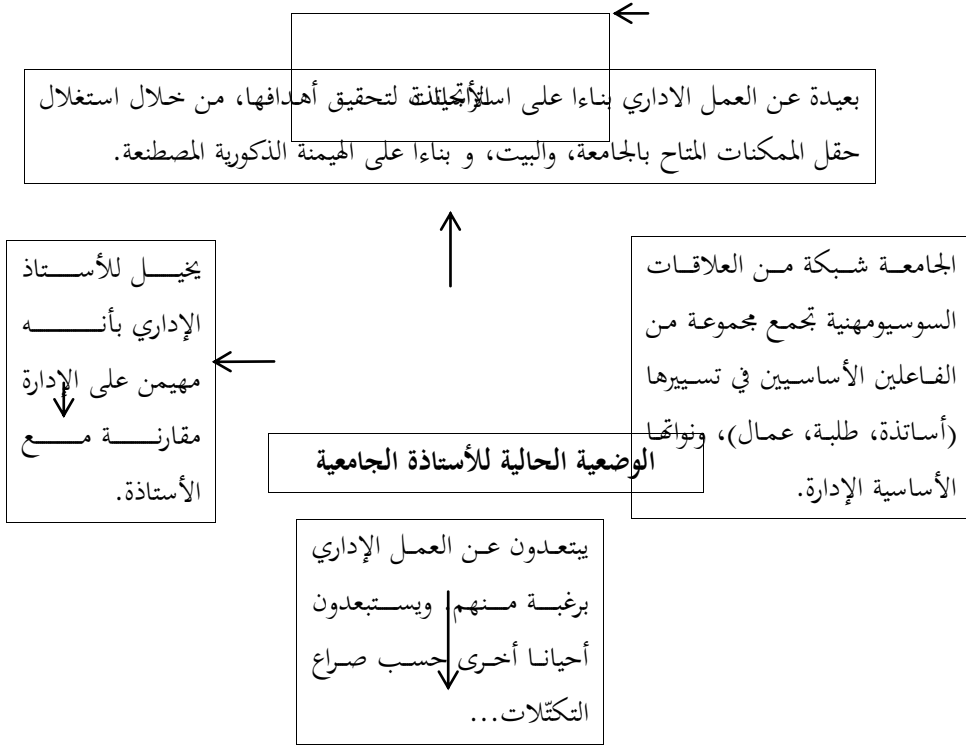 الأستاذة
بعيدة عن العمل الاداري بناءا على استراتجيات لتحقيق أهدافها، من خلال استغلال
حقل الممكنات المتاح بالجامعة، والبيت، و بناءا على الهيمنة الذكورية المصطنعة.
الجامعة شبكة من العلاقات
السوسيومهنية تجمع مجموعة من
الفاعلين الأساسيين في تسييرها
(أساتذة، طلبة، عمال)، ونواتها
الأساسية الإدارة.
يخيل للأستاذ
الإداري بأنه
مهيمن على الإدارة
مقارنة مع
الأستاذة.
الوضعية الحالية للأستاذة الجامعية
يبتعدون عن العمل الإداري
برغبة منهم، ويستبعدون
أحيانا أخرى حسب صراع
التكتّلات...